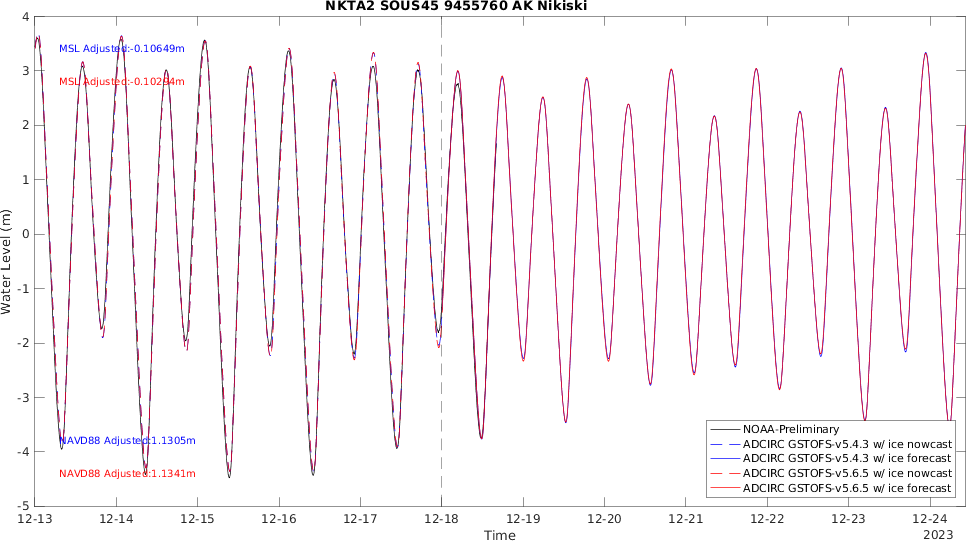 NKTA2 SOUS45 9455760 AK Nikiski
4
3
2
1
0
-1
-2
-3
-4
-5
Water Level (m)
MSL Adjusted:-0.10649m
MSL Adjusted:-0.10294m
NAVD88 Adjusted:1.1305m
NAVD88 Adjusted:1.1341m
NOAA-Preliminary
ADCIRC GSTOFS-v5.4.3 w/ ice nowcast
ADCIRC GSTOFS-v5.4.3 w/ ice forecast
ADCIRC GSTOFS-v5.6.5 w/ ice nowcast
ADCIRC GSTOFS-v5.6.5 w/ ice forecast
12-13 12-14 12-15 12-16 12-17 12-18 12-19 12-20 12-21 12-22 12-23 12-24
Time
2023